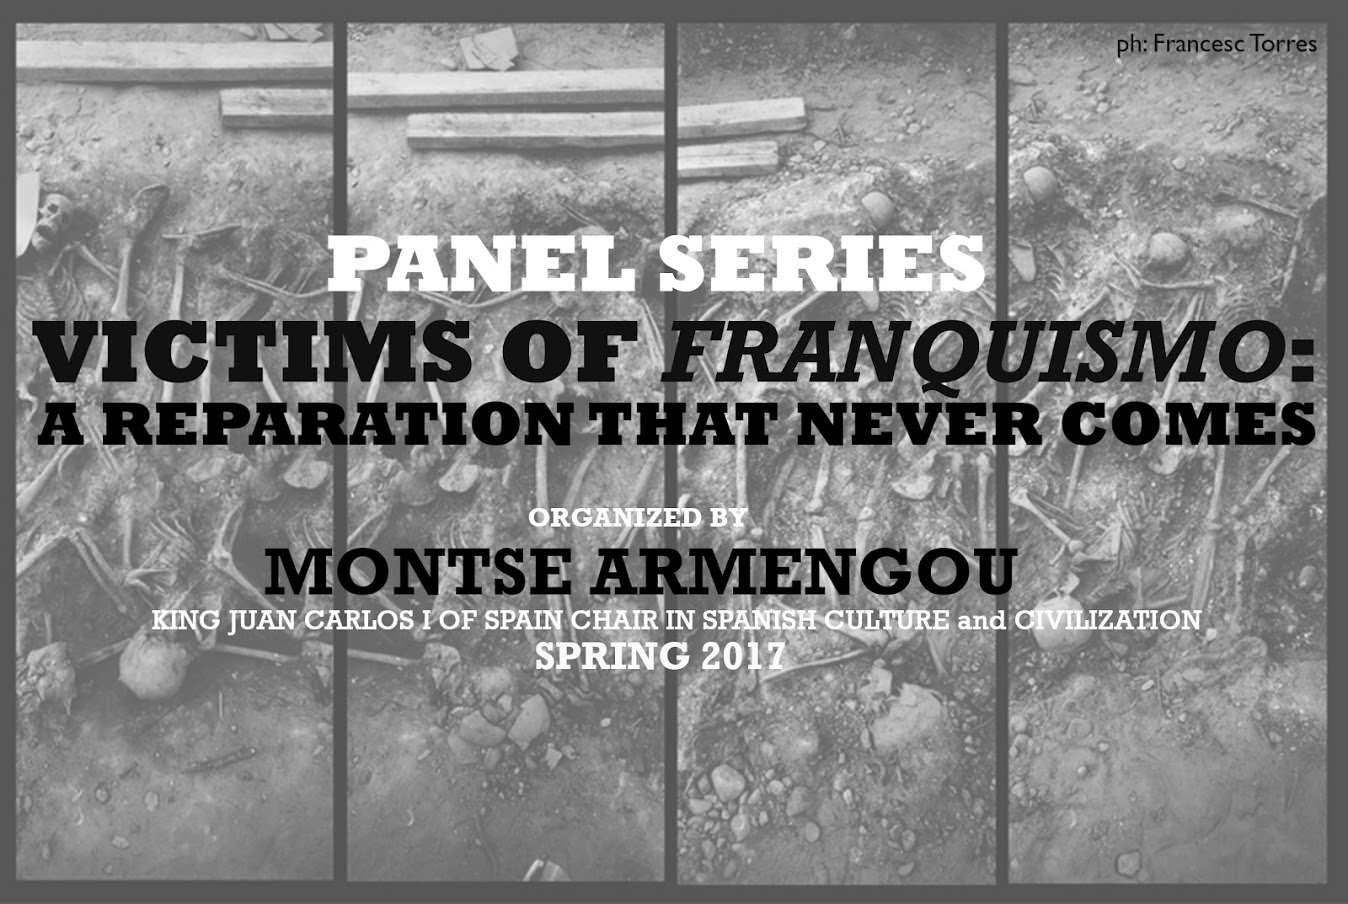 ph: Francesc Torres
PANEL SERIES
VICTIMS OF FRANQUISMO:
A REPARATION THAT NEVER COMES
ORGANIZED BY
MONTSE ARMENGOU
KING JUAN CARLOS I OF SPAIN CHAIR IN SPANISH CULTURE and CIVILIZATION
SPRING 2017